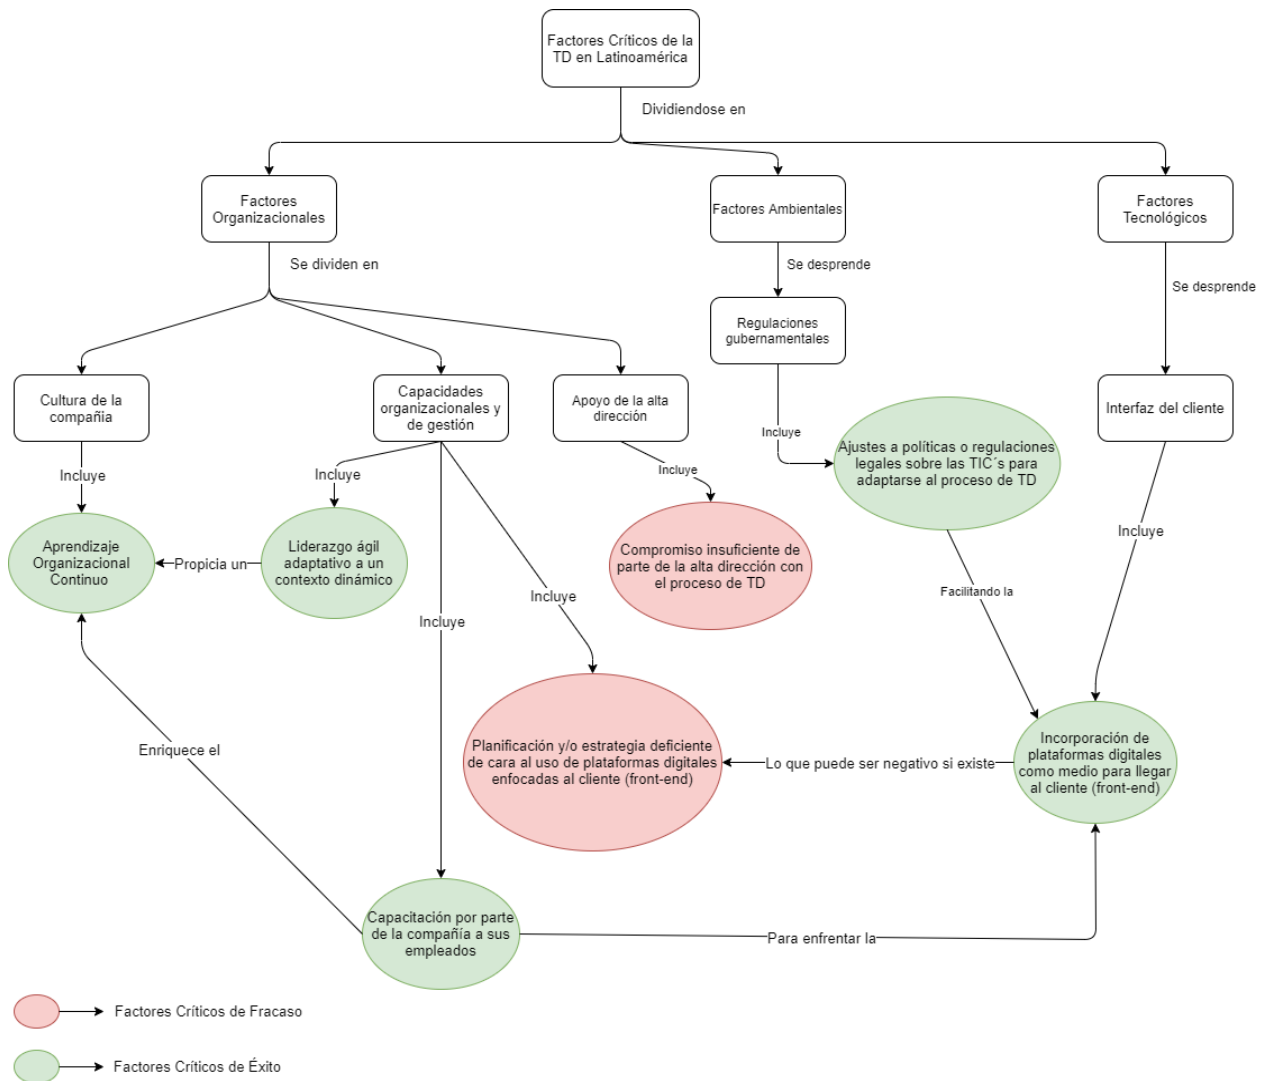 Factores Críticos de la
TD en Latinoamérica
Dividiendose en
Factores
Organizacionales
Factores Ambientales
Factores
Tecnológicos
Se dividen en
Se desprende
Se desprende
Regulaciones
gubernamentales
Cultura de la
compañia
Capacidades
organizacionales y
de gestión
Apoyo de la alta
dirección
Interfaz del cliente
Incluye
Incluye
Incluye
Incluye
Ajustes a políticas o regulaciones
legales sobre las TIC´s para
adaptarse al proceso de TD
Incluye
Aprendizaje
Organizacional
Continuo
Propicia un
Liderazgo ágil
adaptativo a un
contexto dinámico
Compromiso insuficiente de
parte de la alta dirección con
el proceso de TD
Incluye
Incluye
Facilitando la
Enriquece el
Planificación y/o estrategia deficiente
de cara al uso de plataformas digitales
enfocadas al cliente (front-end)
Lo que puede ser negativo si existe
Incorporación de
plataformas digitales
como medio para llegar
al cliente (front-end)
Capacitación por parte
de la compañía a sus
empleados
Para enfrentar la
Factores Críticos de Fracaso
Factores Críticos de Éxito